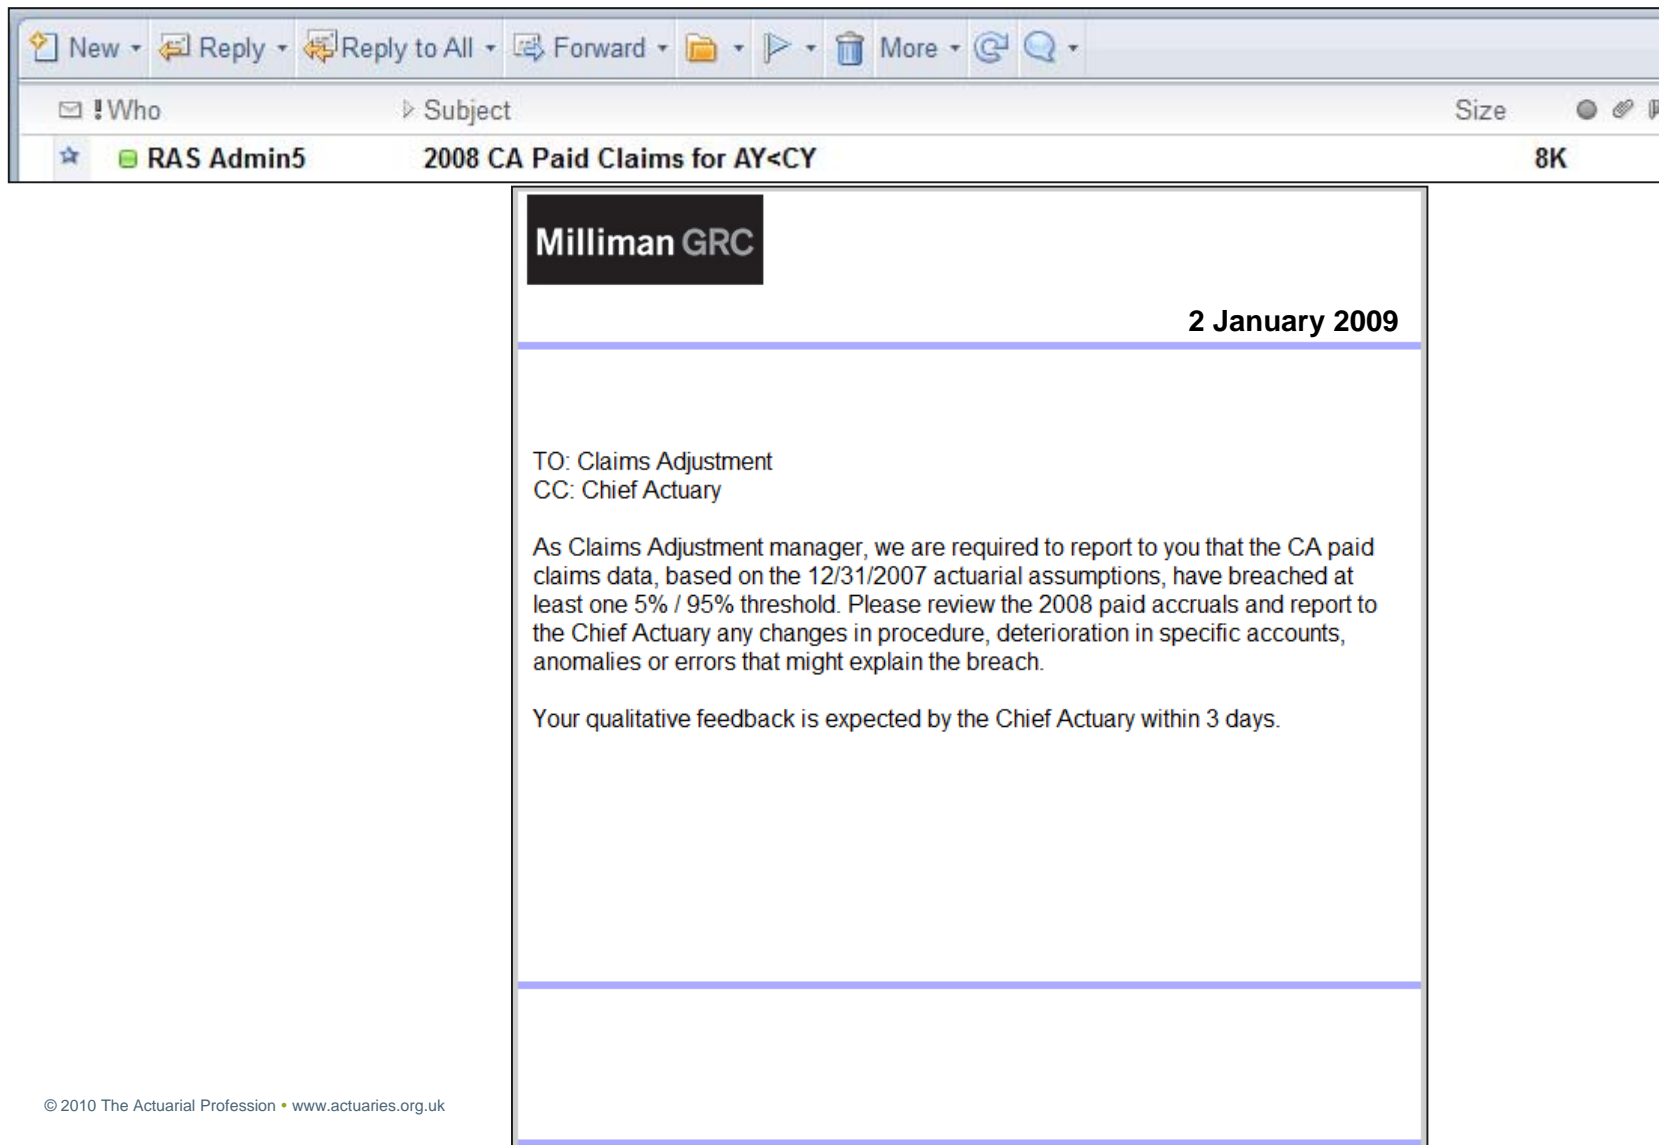 New Reply Reply to All Forward More
!Who Subject Size
RAS Admin5 2008 CA Paid Claims for AY<CY 8K
Milliman GRC
2 January 2009
TO: Claims Adjustment
CC: Chief Actuary
As Claims Adjustment manager, we are required to report to you that the CA paid
claims data, based on the 12/31/2007 actuarial assumptions, have breached at
least one 5% / 95% threshold. Please review the 2008 paid accruals and report to
the Chief Actuary any changes in procedure, deterioration in specific accounts,
anomalies or errors that might explain the breach.
Your qualitative feedback is expected by the Chief Actuary within 3 days.
© 2010 The Actuarial Profession • www.actuaries.org.uk